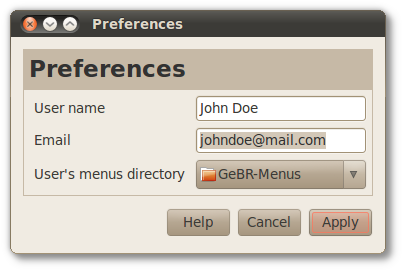 Preferences
Preferences
User name John Doe
Email johndoe@mail.com
User's menus directory GeBR-Menus
Help Cancel Apply